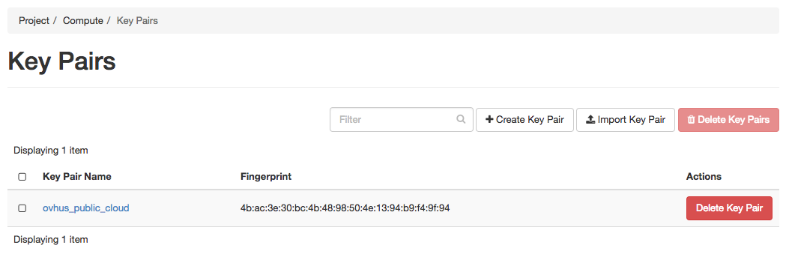 Project / Compute / Key Pairs
Key Pairs
Filter Create Key Pair Import Key Pair Delete Key Pairs
Displaying 1 item
Key Pair Name Fingerprint Actions
ovhus_public_cloud 4b:ac:3e:30:bc:4b:48:98:50:4e:13:94:b9:f4:9f:94 Delete Key Pair
Displaying 1 item